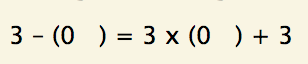 3 – (0   ) = 3 x (0   ) + 3